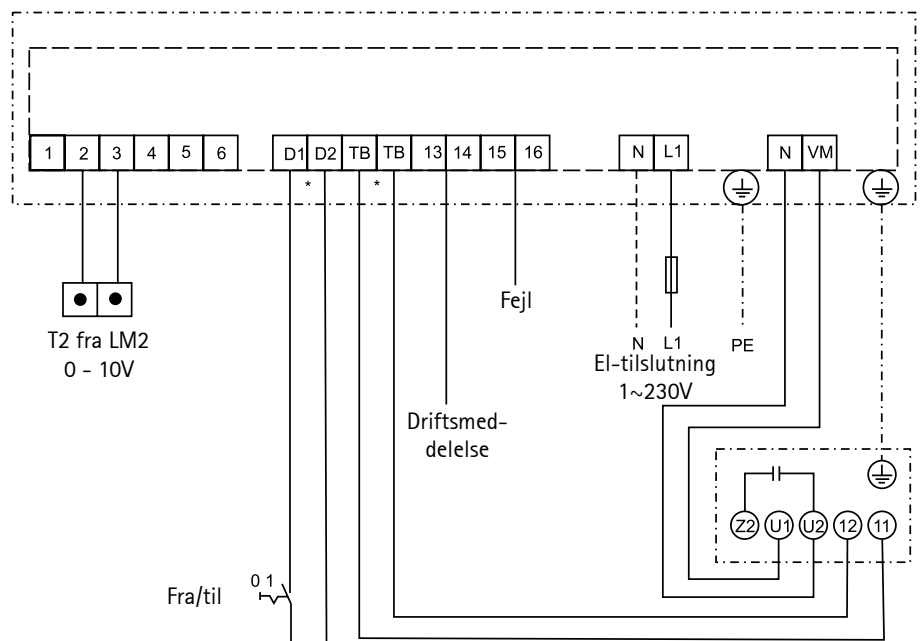 1 2 3 4 5 6 D1 D2 TB TB 13 14 15 16 N L1 N VM
* *
Fejl
T2 fra LM2
0 - 10V
N L1 PE
El-tilslutning
1~230V
Driftsmed-
delelse
Z2 U1 U2 12 11
0 1
Fra/til